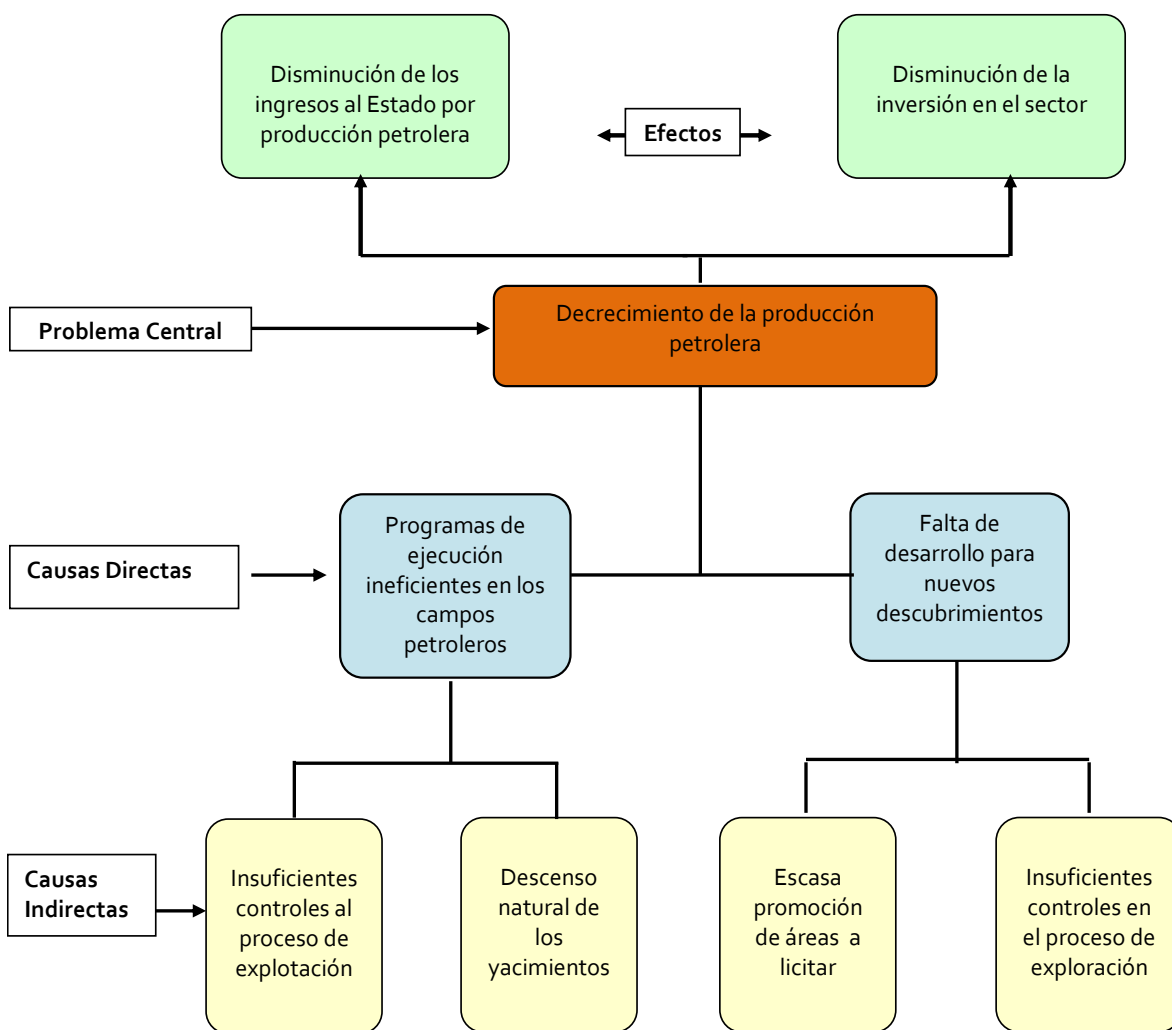 Disminución de los
ingresos al Estado por
producción petrolera
Efectos
Disminución de la
inversión en el sector
Problema Central
Decrecimiento de la producción
petrolera
Causas Directas
Programas de
ejecución
ineficientes en los
campos
petroleros
Falta de
desarrollo para
nuevos
descubrimientos
Causas
Indirectas
Insuficientes
controles al
proceso de
explotación
Descenso
natural de
los
yacimientos
Escasa
promoción
de áreas a
licitar
Insuficientes
controles en
el proceso de
exploración